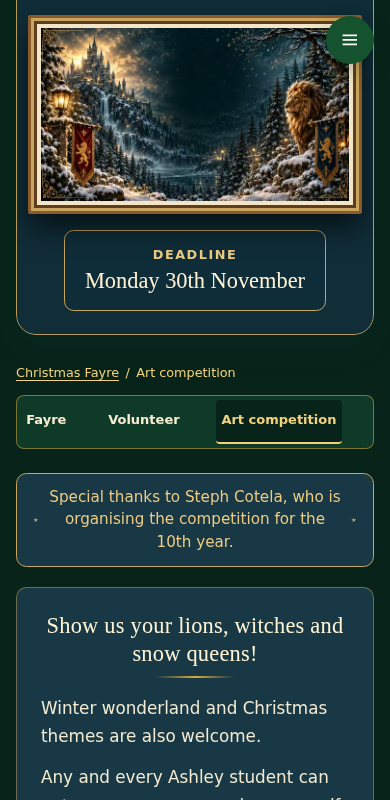 DEADLINE
Monday 30th November
Christmas Fayre / Art competition
Fayre Volunteer Art competition
Special thanks to Steph Cotela, who is
organising the competition for the
10th year.
Show us your lions, witches and
snow queens!
Winter wonderland and Christmas
themes are also welcome.
Any and every Ashley student can